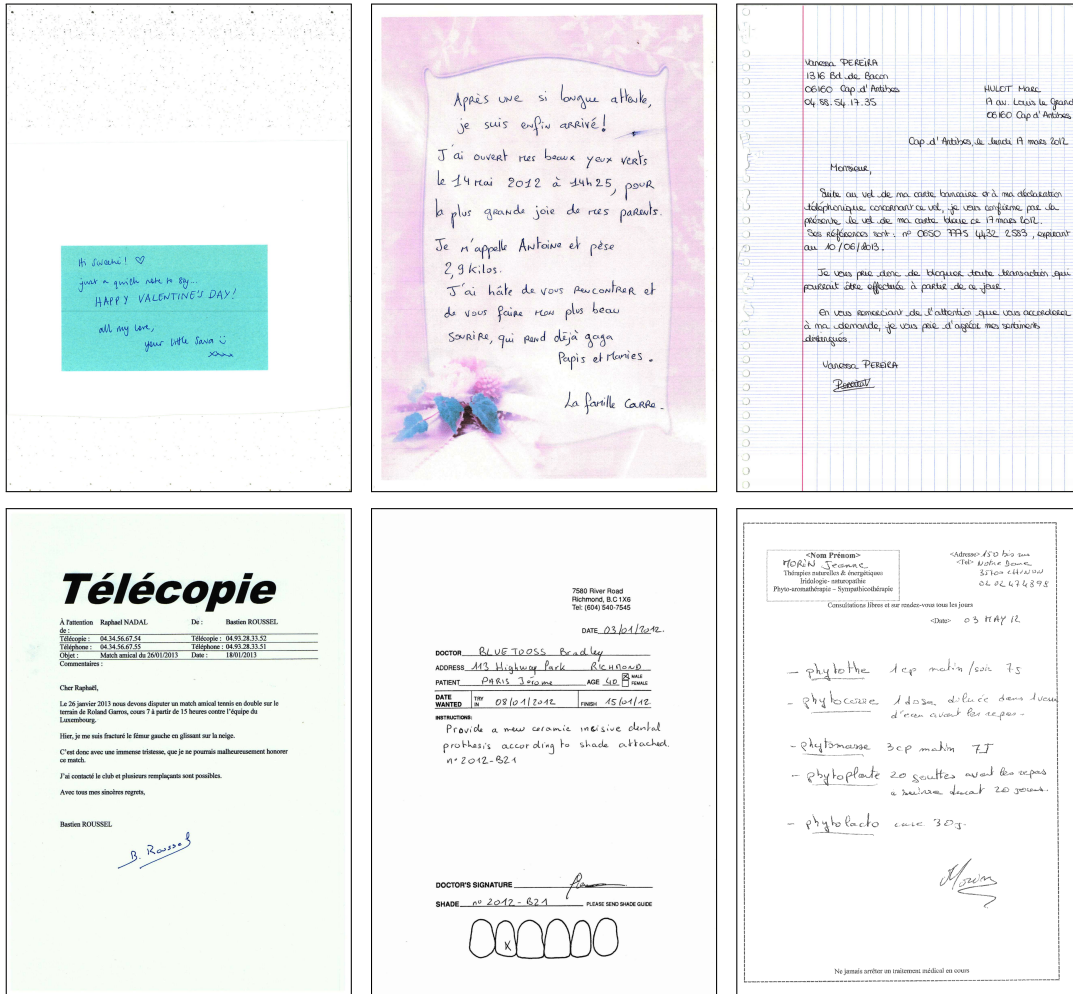 Hi Sweetie! ♡
just a quick note to say...
HAPPY VALENTINE'S DAY!
all my love,
your little Sava
xxxx
Après une si longue attente,
je suis enfin arrivé!
J'ai ouvert mes beaux yeux verts
le 14 mai 2012 à 14h25, pour
la plus grande joie de mes parents.
Je m'appelle Antoine et pèse
2,9 kilos.
J'ai hâte de vous rencontrer et
de vous faire mon plus beau
sourire, qui rend déjà gaga
Papis et Mamies.
La famille Carre.
Vanessa PEREIRA
1316 Bd de Bacon
06160 Cap d'Antibes
04.88.54.17.35
HULOT Marc
19 av. Louis le Grand
06160 Cap d'Antibes
Cap d'Antibes, le lundi 19 mars 2012
Monsieur,
Suite au vol de ma carte bancaire et à ma déclaration
téléphonique concernant ce vol, je vous confirme par la
présente le vol de ma carte bleue ce 17 mars 2012.
Ses références sont : n° 0650 7795 4432 2583, expirant
au 10/06/2013.
Je vous prie donc de bloquer toute transaction qui
pourrait être effectuée à partir de ce jour.
En vous remerciant de l'attention que vous accorderez
à ma demande, je vous prie d'agréer mes sentiments
distingués.
Vanessa PEREIRA
Télécopie
À l'attention de : Raphael NADAL De : Bastien ROUSSEL
Télécopie : 04.34.56.67.54 Télécopie : 04.93.28.33.52
Téléphone : 04.34.56.67.55 Téléphone : 04.93.28.33.51
Objet : Match amical du 26/01/2013 Date : 18/01/2013
Commentaires :
Cher Raphaël,
Le 26 janvier 2013 nous devons disputer un match amical tennis en double sur le
terrain de Roland Garros, cours 7 à partir de 15 heures contre l'équipe du
Luxembourg.
Hier, je me suis fracturé le fémur gauche en glissant sur la neige.
C'est donc avec une immense tristesse, que je ne pourrais malheureusement honorer
ce match.
J'ai contacté le club et plusieurs remplaçants sont possibles.
Avec tous mes sincères regrets,
Bastien ROUSSEL
B. Roussel
7580 River Road
Richmond, B.C 1X6
Tel: (604) 540-7545
DATE 03/01/2012.
DOCTOR BLUETOOSS Bradley
ADDRESS 113 Highway Park RICHMOND
PATIENT PARIS Jérome AGE 40 MALE FEMALE
DATE WANTED TRY IN 08/01/2012 FINISH 15/01/12
INSTRUCTIONS:
Provide a new ceramic incisive dental
prothesis according to shade attached.
n° 2012-B21
DOCTOR'S SIGNATURE
SHADE n° 2012-B21 PLEASE SEND SHADE GUIDE
X
<Nom Prénom>
MORIN Jeanne
Thérapies naturelles & énergétiques
Iridologie- naturopathie
Phyto-aromathérapie – Sympathicothérapie
<Adresse> 150 bis rue
<Tel> Notre Dame
35700 CHINON
0402474898
Consultations libres et sur rendez-vous tous les jours
<Date> 03 MAY 12
- phytothe 1 cp matin/soir 7j
- phytocosse 1 dose diluée dans 1 verre
d'eau avant les repas.
- phytomasse 3cp matin 7J
- phytoplante 20 gouttes avant les repas
durant 20 jours.
- phytolacto cure 30j.
Morin
Ne jamais arrêter un traitement médical en cours